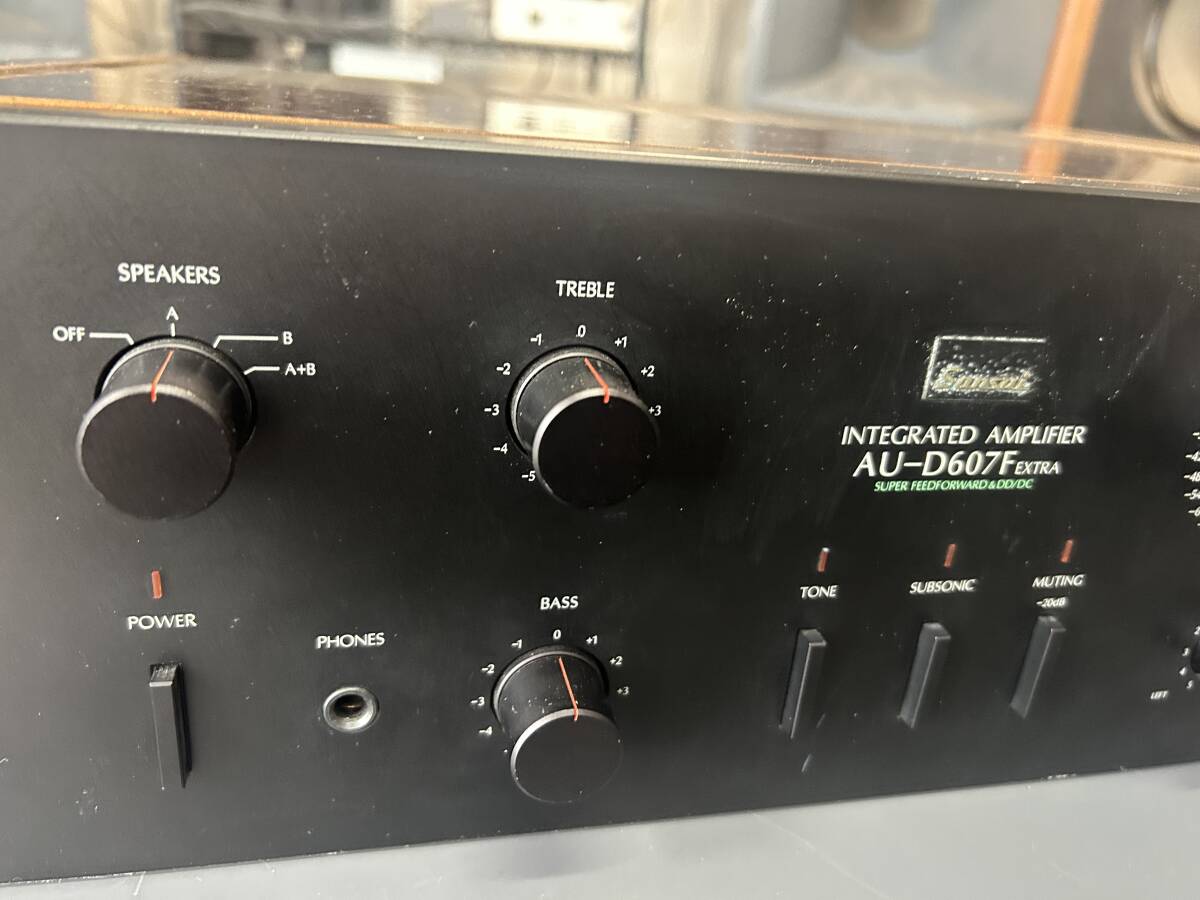 SPEAKERS
OFF A B
A+B
TREBLE
-5 -4 -3 -2 -1 0 +1 +2 +3
Sansui
INTEGRATED AMPLIFIER
AU-D607F EXTRA
SUPER FEEDFORWARD & DD/DC
POWER
PHONES
BASS
-4 -3 -2 -1 0 +1 +2 +3
TONE
SUBSONIC
MUTING
-20dB
LEFT